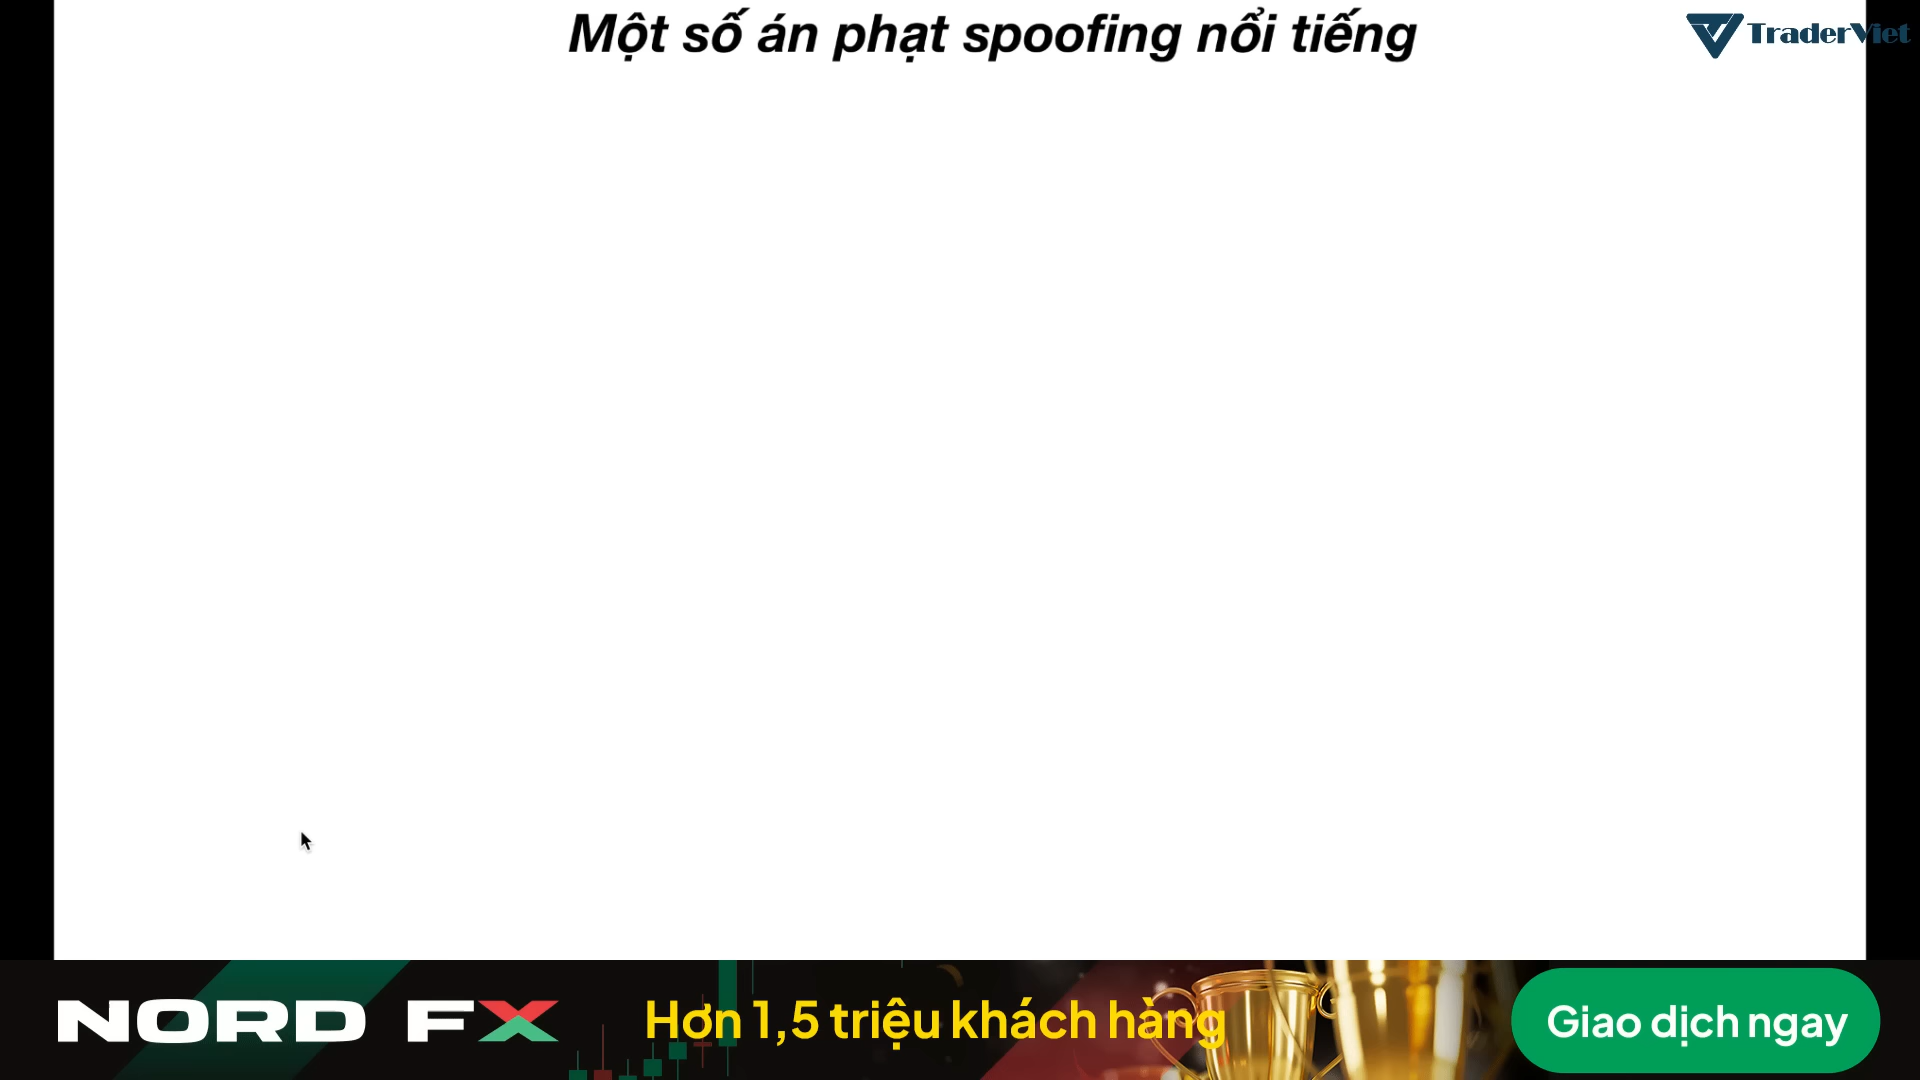 Một số án phạt spoofing nổi tiếng
TraderViet
NORD FX
Hơn 1,5 triệu khách hàng
Giao dịch ngay